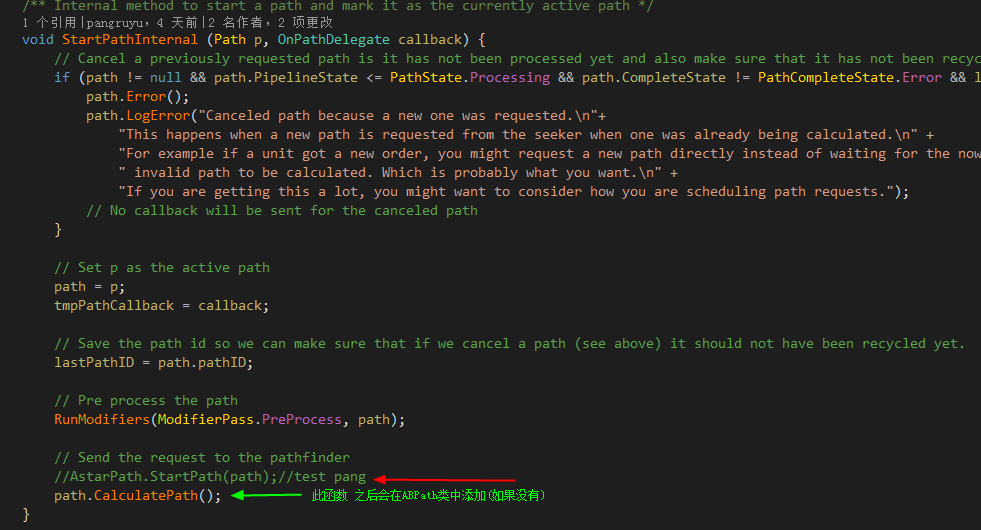 /** Internal method to start a path and mark it as the currently active path */
1 个引用|pangruyu，4 天前|2 名作者，2 项更改
void StartPathInternal (Path p, OnPathDelegate callback) {
// Cancel a previously requested path is it has not been processed yet and also make sure that it has not been recyc
if (path != null && path.PipelineState <= PathState.Processing && path.CompleteState != PathCompleteState.Error && l
path.Error();
path.LogError("Canceled path because a new one was requested.\n"+
"This happens when a new path is requested from the seeker when one was already being calculated.\n" +
"For example if a unit got a new order, you might request a new path directly instead of waiting for the now
" invalid path to be calculated. Which is probably what you want.\n" +
"If you are getting this a lot, you might want to consider how you are scheduling path requests.");
// No callback will be sent for the canceled path
}
// Set p as the active path
path = p;
tmpPathCallback = callback;
// Save the path id so we can make sure that if we cancel a path (see above) it should not have been recycled yet.
lastPathID = path.pathID;
// Pre process the path
RunModifiers(ModifierPass.PreProcess, path);
// Send the request to the pathfinder
//AstarPath.StartPath(path);//test pang
path.CalculatePath(); 此函数 之后会在ABPath类中添加(如果没有)
}